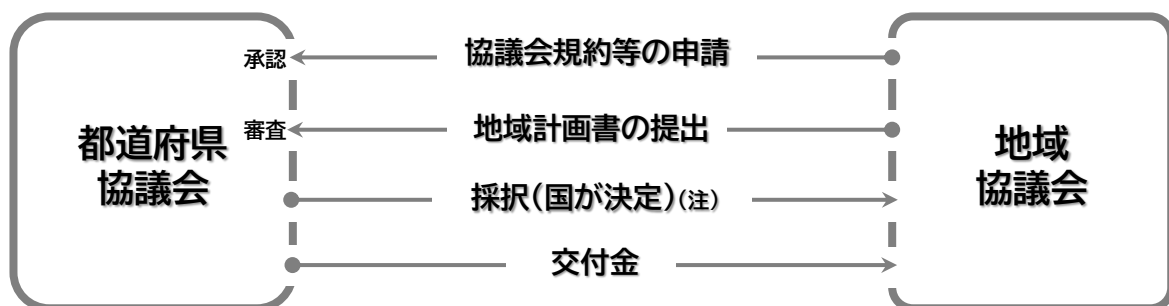 承認
協議会規約等の申請
審査
地域計画書の提出
都道府県
協議会
地域
協議会
採択(国が決定)(注)
交付金